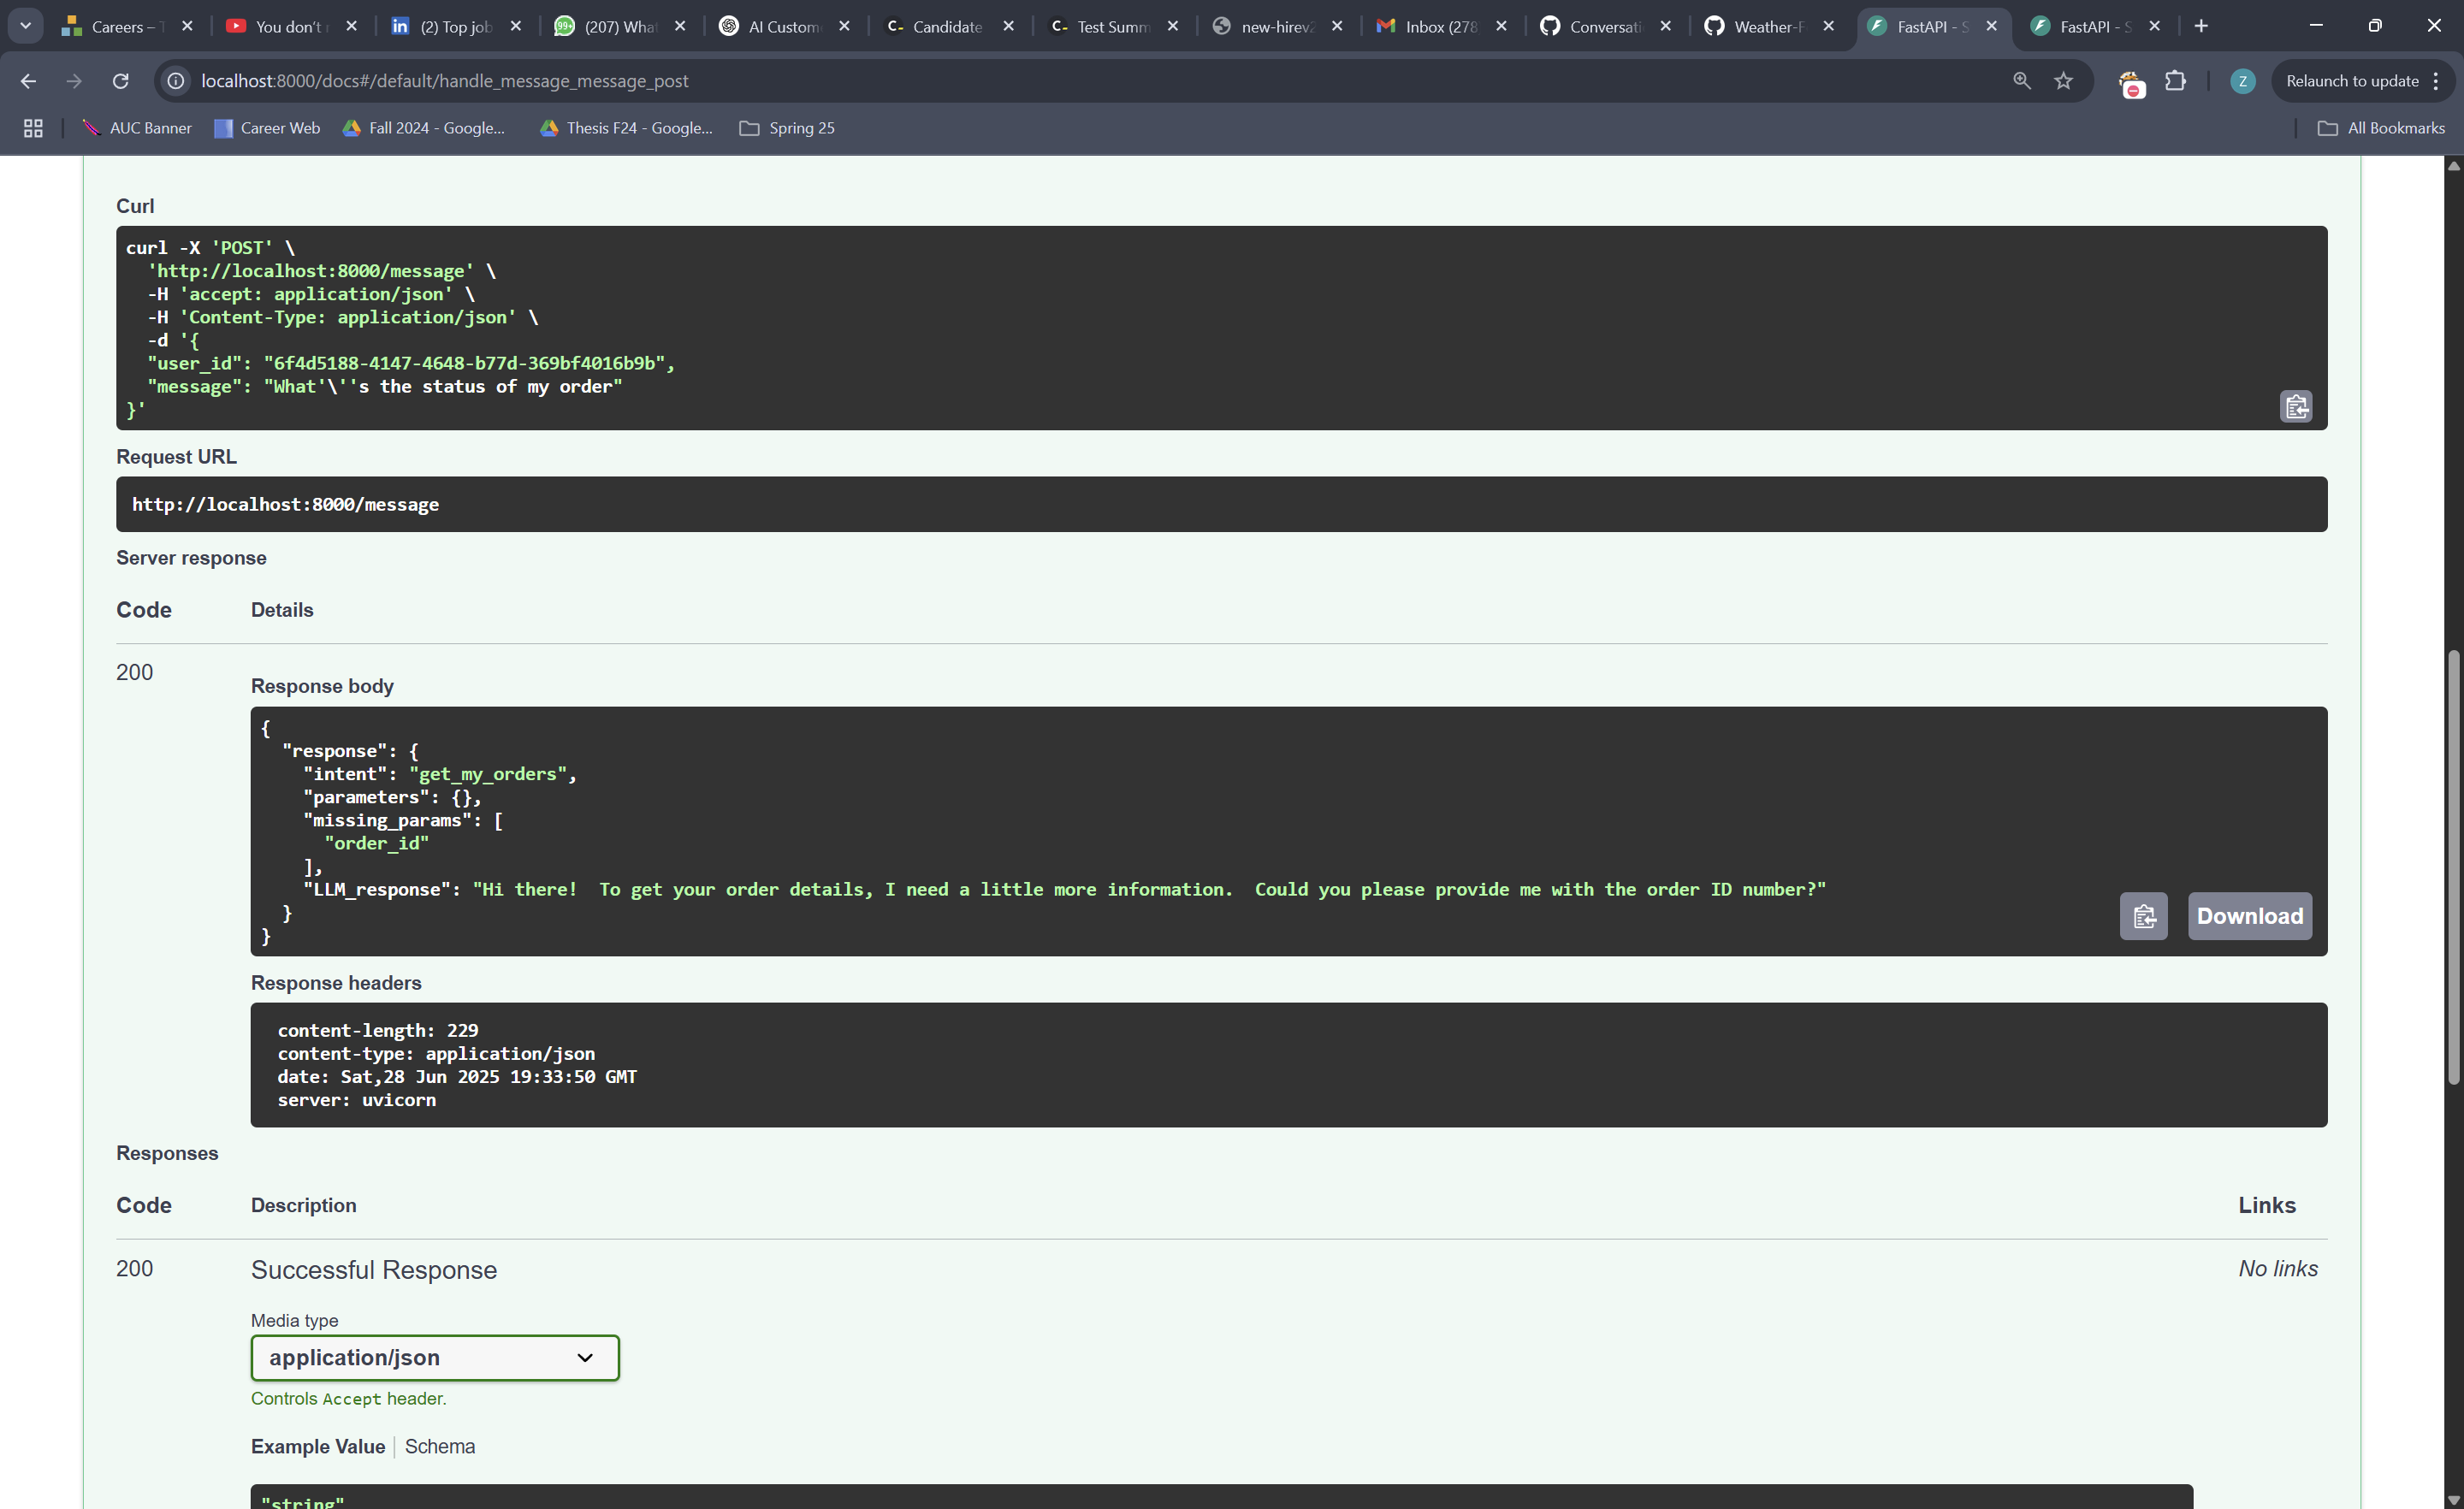 Careers – T
You don't r
(2) Top job
99+
(207) What
AI Custom
C-
Candidate
C-
Test Summ
new-hirev2
Inbox (278
Conversati
Weather-F
FastAPI - S
FastAPI - S
localhost:8000/docs#/default/handle_message_message_post
Z
Relaunch to update
AUC Banner
Career Web
Fall 2024 - Google...
Thesis F24 - Google...
Spring 25
All Bookmarks
Curl
curl -X 'POST' \
'http://localhost:8000/message' \
-H 'accept: application/json' \
-H 'Content-Type: application/json' \
-d '{
"user_id": "6f4d5188-4147-4648-b77d-369bf4016b9b",
"message": "What'\''s the status of my order"
}'
Request URL
http://localhost:8000/message
Server response
Code
Details
200
Response body
{
"response": {
"intent": "get_my_orders",
"parameters": {},
"missing_params": [
"order_id"
],
"LLM_response": "Hi there!  To get your order details, I need a little more information.  Could you please provide me with the order ID number?"
}
}
Download
Response headers
content-length: 229
content-type: application/json
date: Sat,28 Jun 2025 19:33:50 GMT
server: uvicorn
Responses
Code
Description
Links
200
Successful Response
No links
Media type
application/json
Controls Accept header.
Example Value
Schema
"string"